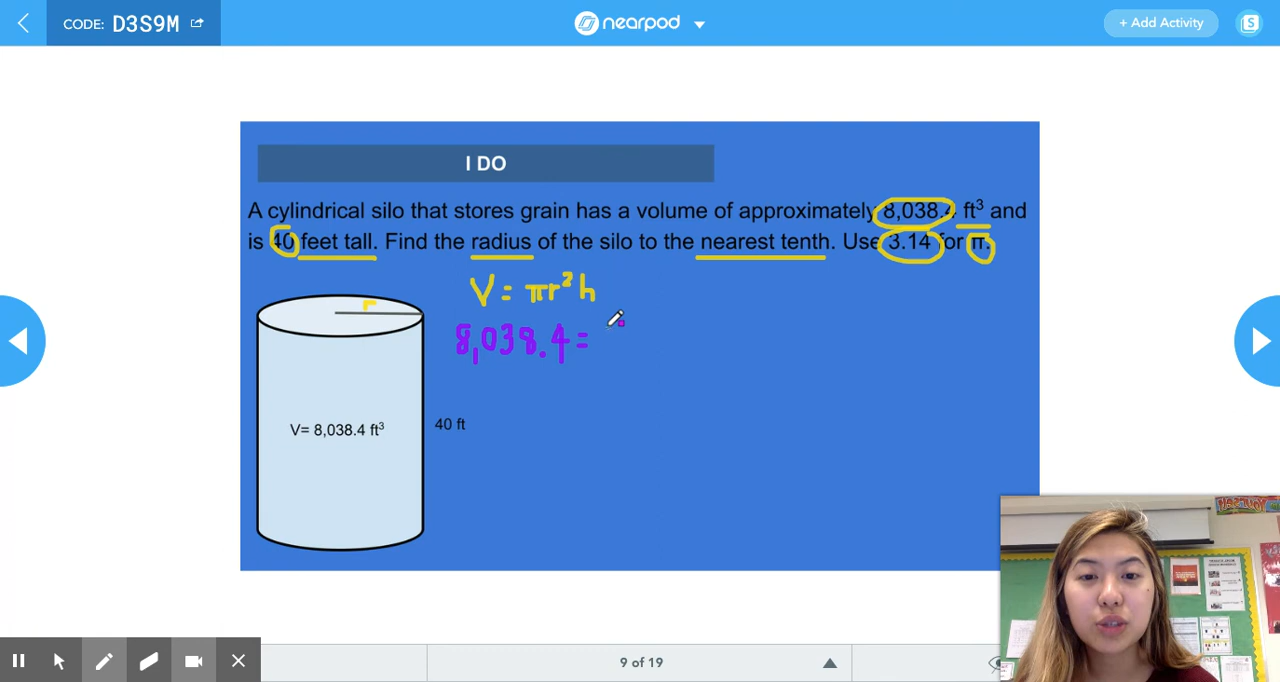 CODE: D3S9M
nearpod
+ Add Activity
S
I DO
A cylindrical silo that stores grain has a volume of approximately 8,038.4 ft³ and
is 40 feet tall. Find the radius of the silo to the nearest tenth. Use 3.14 for π.
V = πr²h
r
8,038.4 =
V= 8,038.4 ft³
40 ft
9 of 19